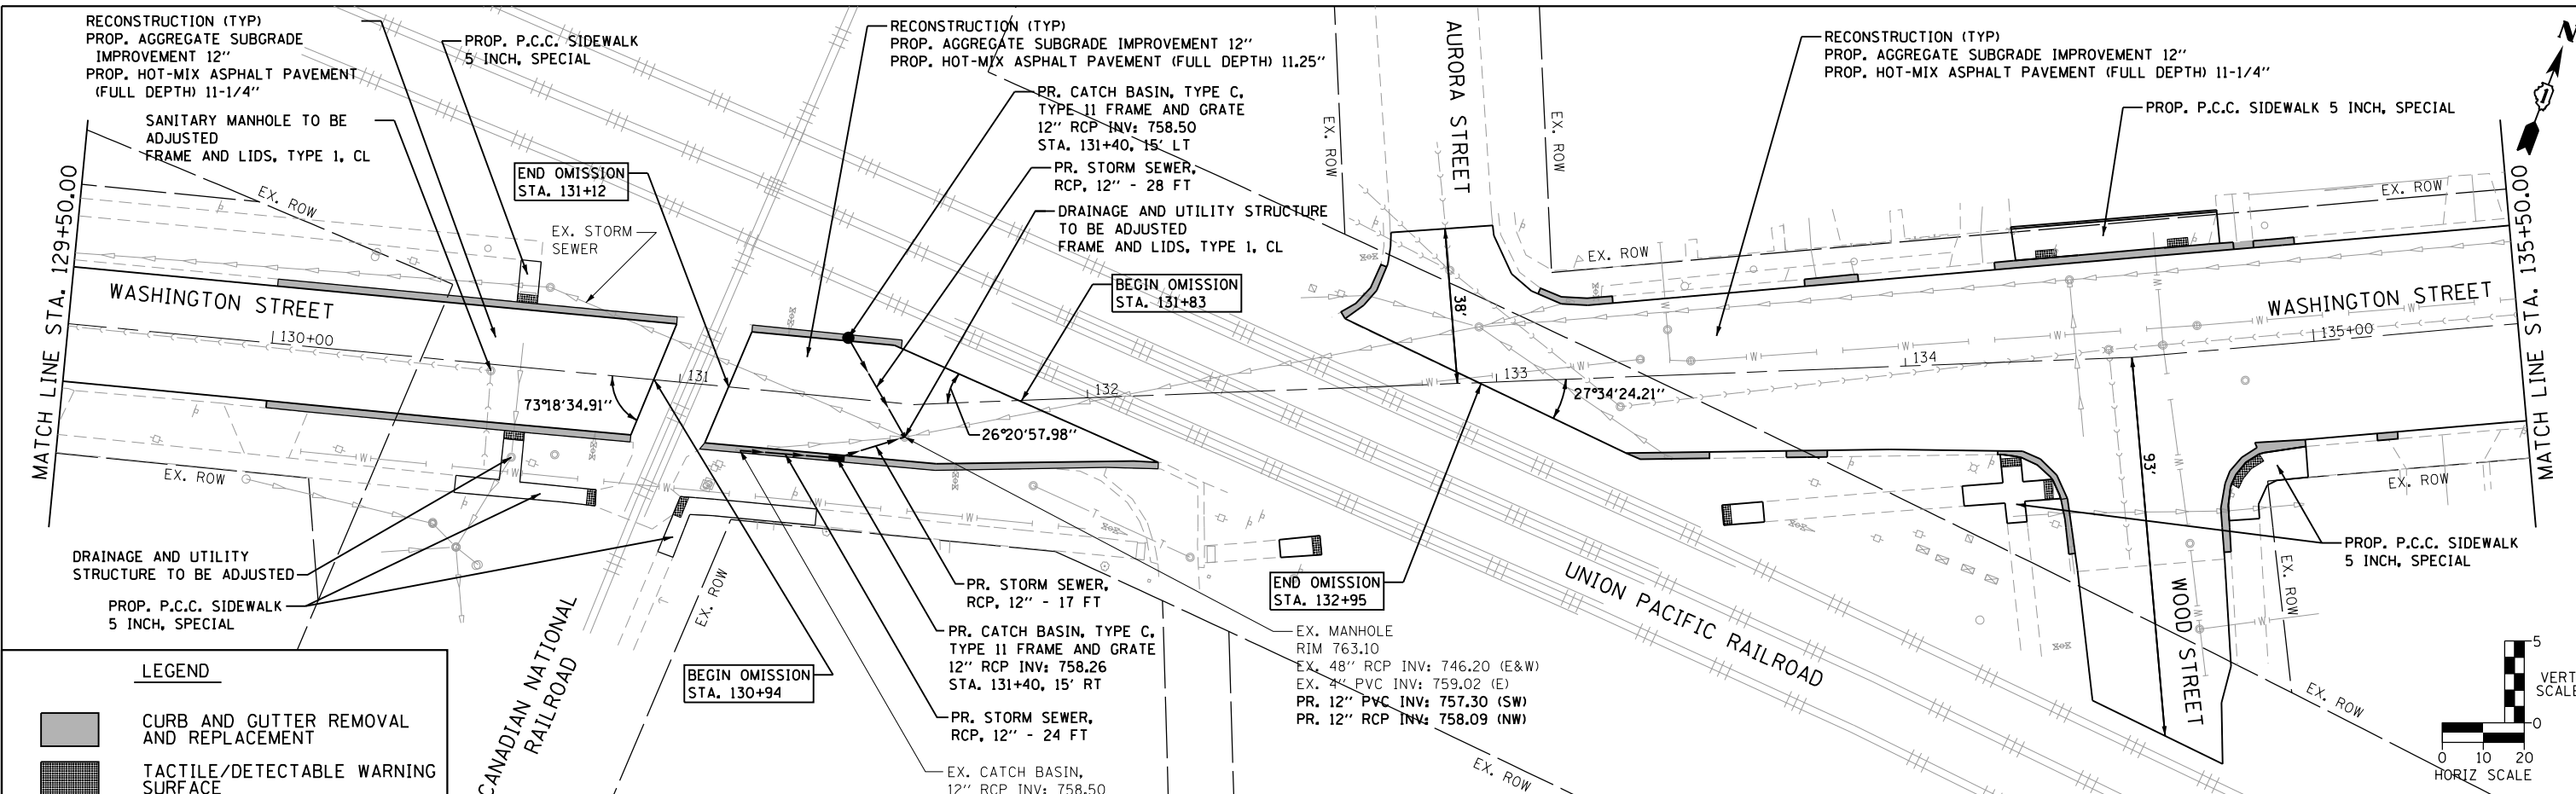 RECONSTRUCTION (TYP)
PROP. AGGREGATE SUBGRADE
IMPROVEMENT 12"
PROP. HOT-MIX ASPHALT PAVEMENT
(FULL DEPTH) 11-1/4"
SANITARY MANHOLE TO BE
ADJUSTED
FRAME AND LIDS, TYPE 1, CL
PROP. P.C.C. SIDEWALK
5 INCH, SPECIAL
END OMISSION
STA. 131+12
EX. STORM
SEWER
EX. ROW
MATCH LINE STA. 129+50.00
WASHINGTON STREET
130+00
73°18'34.91"
EX. ROW
DRAINAGE AND UTILITY
STRUCTURE TO BE ADJUSTED
PROP. P.C.C. SIDEWALK
5 INCH, SPECIAL
RECONSTRUCTION (TYP)
PROP. AGGREGATE SUBGRADE IMPROVEMENT 12"
PROP. HOT-MIX ASPHALT PAVEMENT (FULL DEPTH) 11.25"
PR. CATCH BASIN, TYPE C,
TYPE 11 FRAME AND GRATE
12" RCP INV: 758.50
STA. 131+40, 15' LT
PR. STORM SEWER,
RCP, 12" - 28 FT
DRAINAGE AND UTILITY STRUCTURE
TO BE ADJUSTED
FRAME AND LIDS, TYPE 1, CL
BEGIN OMISSION
STA. 131+83
131
132
26°20'57.98"
CANADIAN NATIONAL
RAILROAD
EX. ROW
BEGIN OMISSION
STA. 130+94
PR. STORM SEWER,
RCP, 12" - 17 FT
PR. CATCH BASIN, TYPE C,
TYPE 11 FRAME AND GRATE
12" RCP INV: 758.26
STA. 131+40, 15' RT
PR. STORM SEWER,
RCP, 12" - 24 FT
EX. CATCH BASIN,
12" RCP INV: 758.50
EX. ROW
AURORA STREET
EX. ROW
EX. ROW
38'
133
27°34'24.21"
END OMISSION
STA. 132+95
EX. MANHOLE
RIM 763.10
EX. 48" RCP INV: 746.20 (E&W)
EX. 4" PVC INV: 759.02 (E)
PR. 12" PVC INV: 757.30 (SW)
PR. 12" RCP INV: 758.09 (NW)
UNION PACIFIC RAILROAD
EX. ROW
RECONSTRUCTION (TYP)
PROP. AGGREGATE SUBGRADE IMPROVEMENT 12"
PROP. HOT-MIX ASPHALT PAVEMENT (FULL DEPTH) 11-1/4"
PROP. P.C.C. SIDEWALK 5 INCH, SPECIAL
EX. ROW
134
WASHINGTON STREET
135+00
MATCH LINE STA. 135+50.00
93'
WOOD STREET
EX. ROW
EX. ROW
PROP. P.C.C. SIDEWALK
5 INCH, SPECIAL
EX. ROW
N
5
VERT
SCALE
0
0 10 20
HORIZ SCALE
LEGEND
CURB AND GUTTER REMOVAL
AND REPLACEMENT
TACTILE/DETECTABLE WARNING
SURFACE